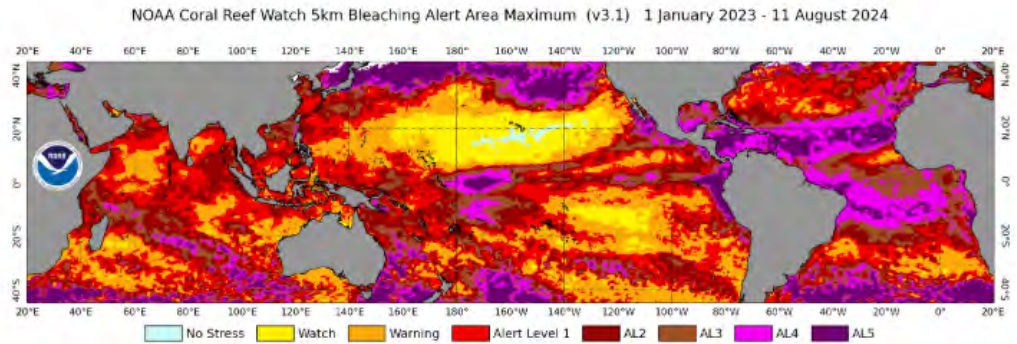 NOAA Coral Reef Watch 5km Bleaching Alert Area Maximum (v3.1) 1 January 2023 - 11 August 2024
20°E 40°E 60°E 80°E 100°E 120°E 140°E 160°E 180° 160°W 140°W 120°W 100°W 80°W 60°W 40°W 20°W 0° 20°E
40°N 40°N
20°N 20°N
NOAA
0° 0°
20°S 20°S
40°S 40°S
20°E 40°E 60°E 80°E 100°E 120°E 140°E 160°E 180° 160°W 140°W 120°W 100°W 80°W 60°W 40°W 20°W 0° 20°E
No Stress Watch Warning Alert Level 1 AL2 AL3 AL4 AL5